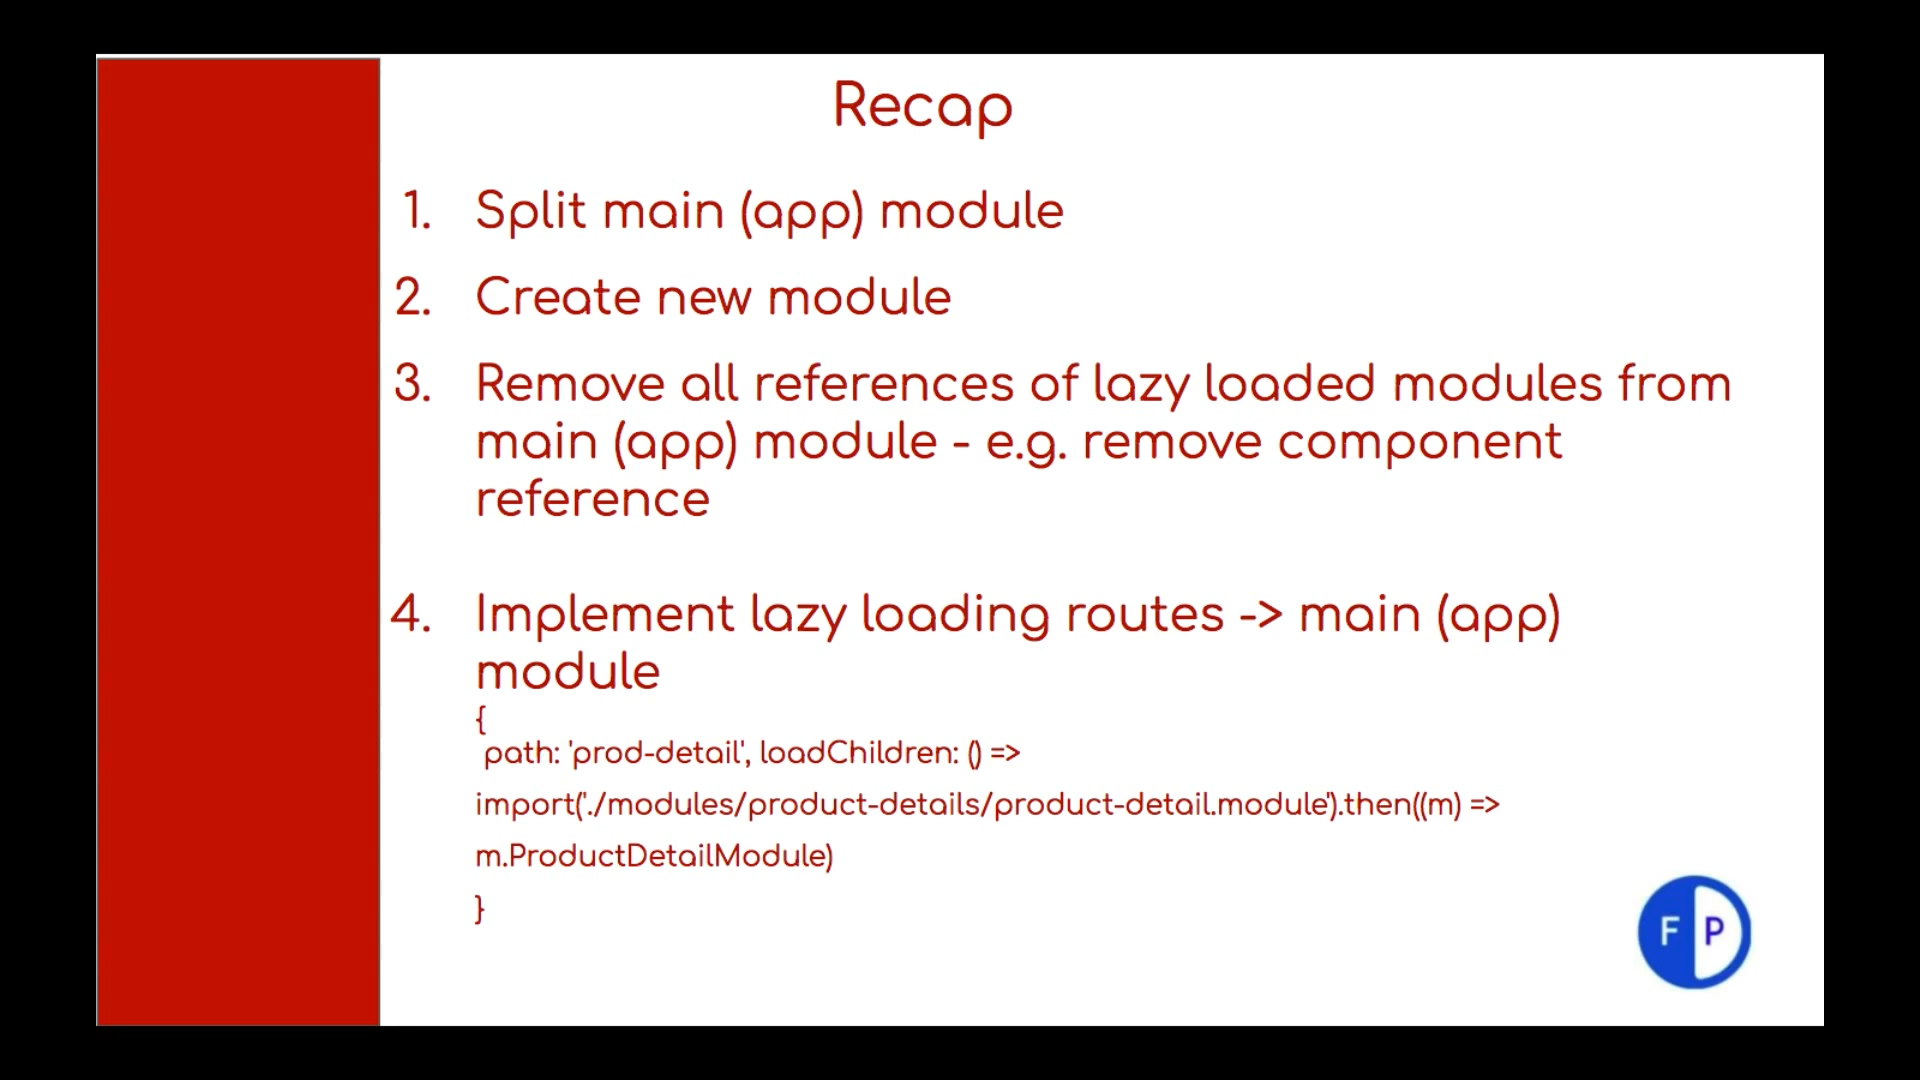 Recap
1. Split main (app) module
2. Create new module
3. Remove all references of lazy loaded modules from
main (app) module - e.g. remove component
reference
4. Implement lazy loading routes -> main (app)
module
{
path: 'prod-detail', loadChildren: () =>
import('./modules/product-details/product-detail.module').then((m) =>
m.ProductDetailModule)
}
F P